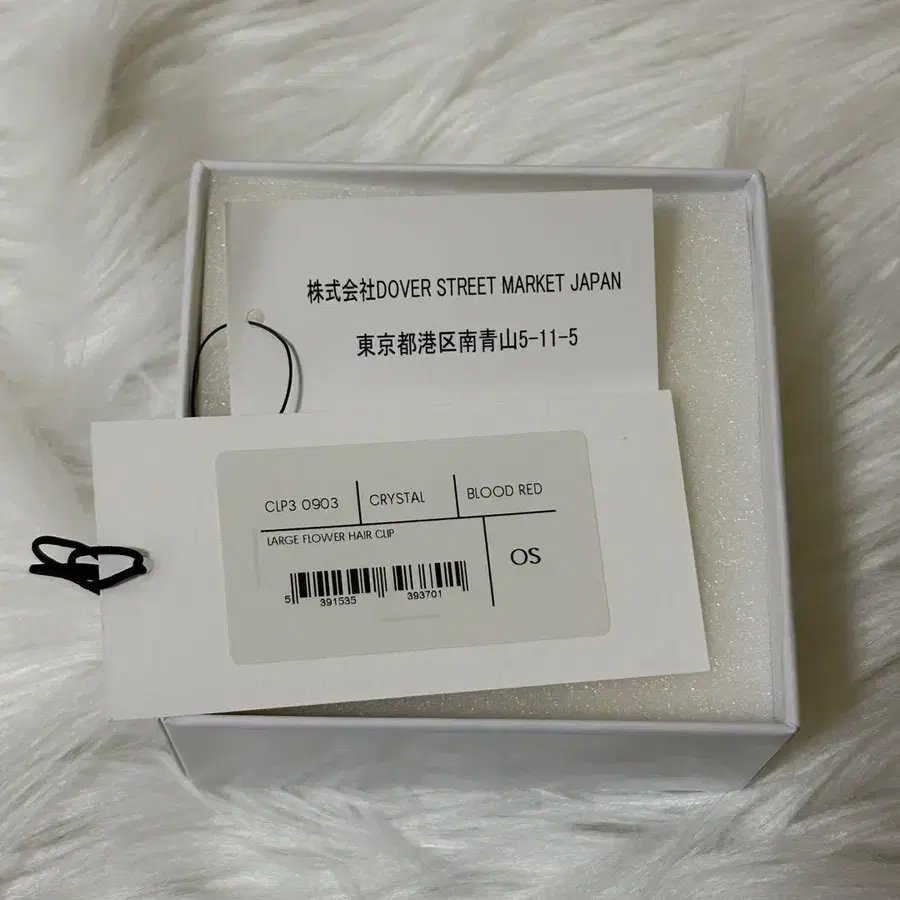 株式会社DOVER STREET MARKET JAPAN
東京都港区南青山5-11-5
CLP3 0903
CRYSTAL
BLOOD RED
LARGE FLOWER HAIR CLIP
OS
5 391535 393701